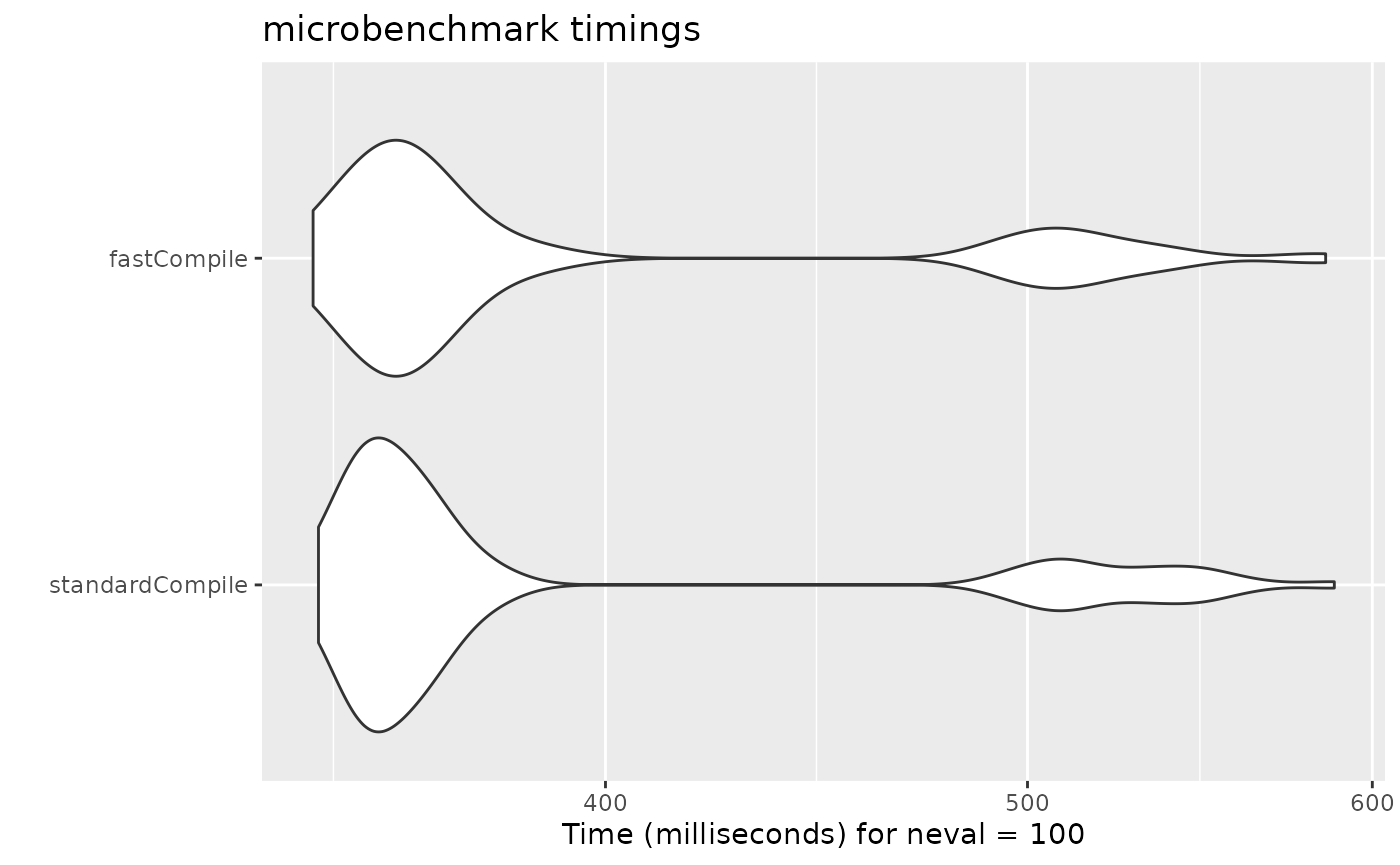 microbenchmark timings
fastCompile
standardCompile
400 500 600
Time (milliseconds) for neval = 100